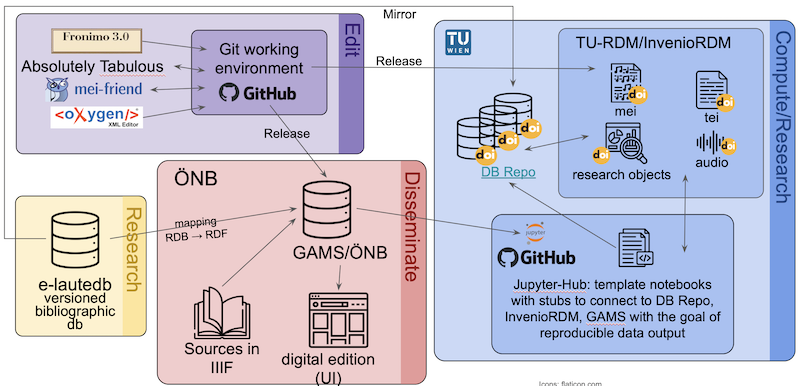 Mirror
Fronimo 3.0
Absolutely Tabulous
mei-friend
<oXygen/>
XML Editor
Git working
environment
GitHub
Edit
Release
Release
TU
WIEN
TU-RDM/InvenioRDM
mei
doi
tei
doi
research objects
doi
audio
doi
doi
doi
doi
DB Repo
Compute/Research
e-lautedb
versioned
bibliographic
db
Research
mapping
RDB → RDF
ÖNB
GAMS/ÖNB
Sources in
IIIF
digital edition
(UI)
Disseminate
jupyter
GitHub
Jupyter-Hub: template notebooks
with stubs to connect to DB Repo,
InvenioRDM, GAMS with the goal of
reproducible data output
Icons: flaticon.com